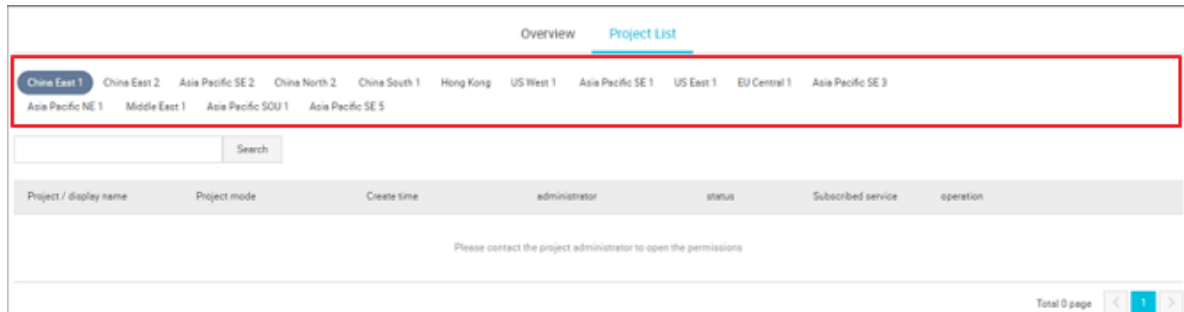 Overview Project List
China East 1 China East 2 Asia Pacific SE 2 China North 2 China South 1 Hong Kong US West 1 Asia Pacific SE 1 US East 1 EU Central 1 Asia Pacific SE 3
Asia Pacific NE 1 Middle East 1 Asia Pacific SOU 1 Asia Pacific SE 5
Search
Project / display name Project mode Create time administrator status Subscribed service operation
Please contact the project administrator to open the permissions
Total 0 page < 1 >